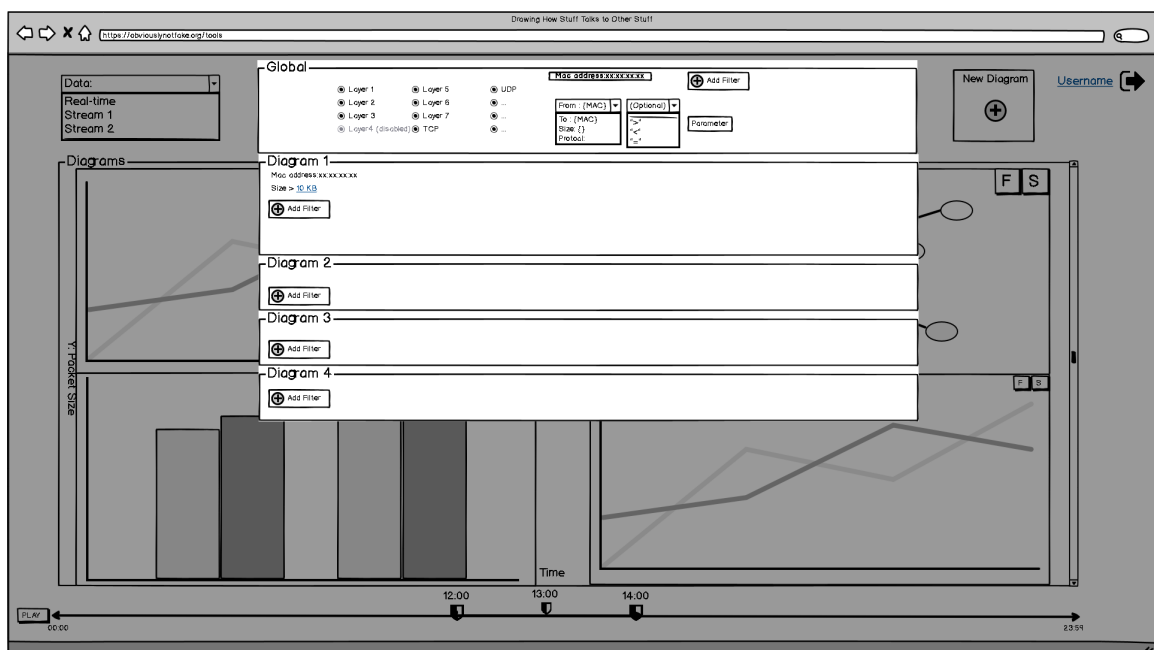 Drawing How Stuff Talks to Other Stuff
https://obviouslynotfake.org/tools
Data:
Real-time
Stream 1
Stream 2
Global
Layer 1
Layer 2
Layer 3
Layer4 (disabled)
Layer 5
Layer 6
Layer 7
TCP
UDP
...
...
...
Mac address:xx:xx:xx:xx
Add Filter
From : {MAC}
To : {MAC}
Size: {}
Protocl:
(Optional)
">"
"<"
"="
Parameter
New Diagram
Username
Diagrams
Diagram 1
Mac address:xx:xx:xx:xx
Size > 10 KB
Add Filter
Diagram 2
Add Filter
Diagram 3
Add Filter
Diagram 4
Add Filter
F S
F S
Y: Packet Size
Time
12:00
13:00
14:00
PLAY
00:00
23:59